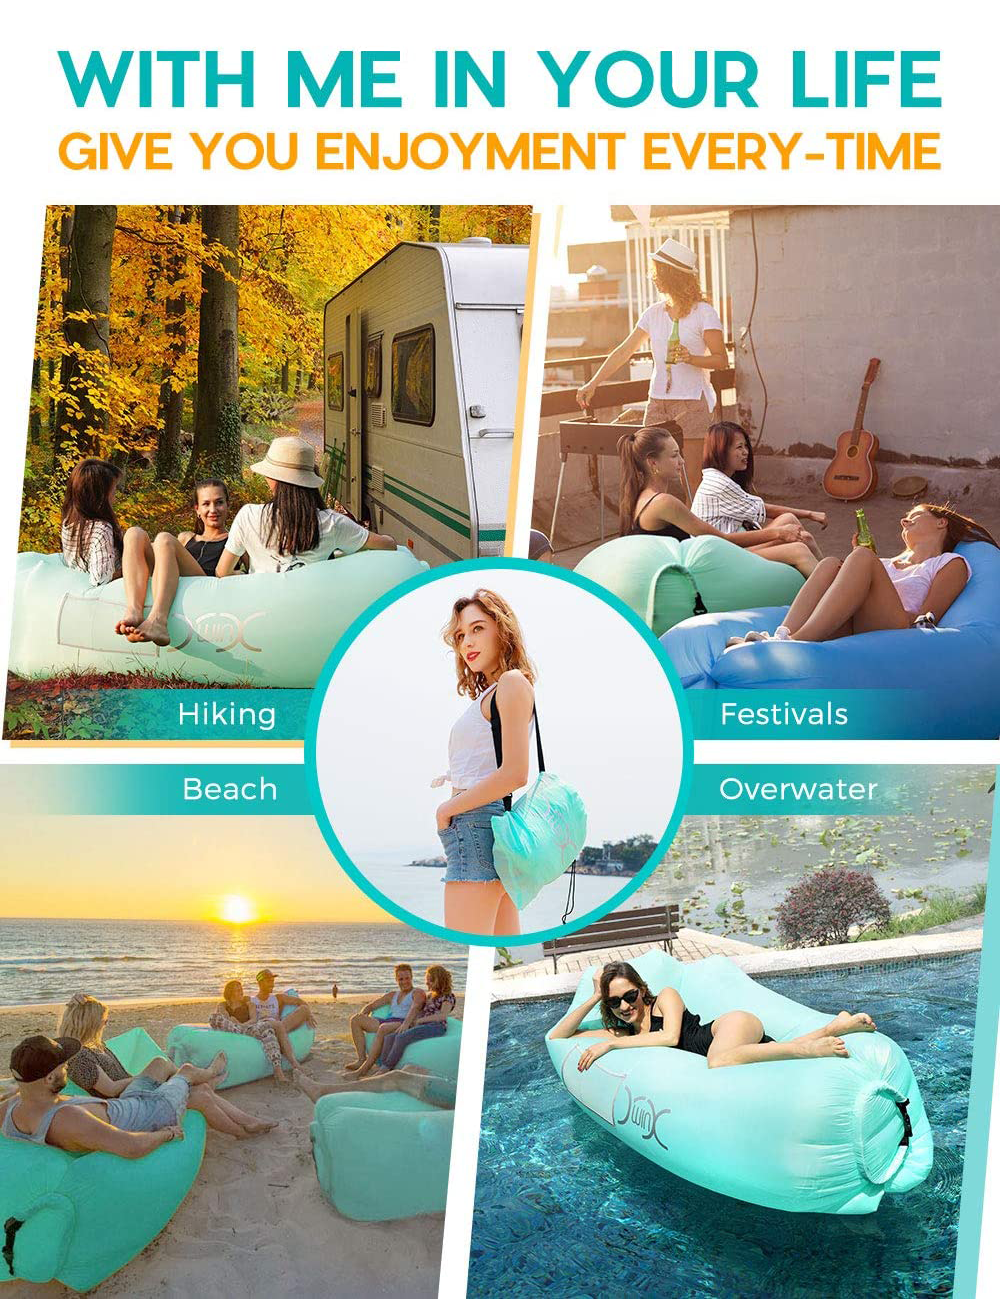 WITH ME IN YOUR LIFE
GIVE YOU ENJOYMENT EVERY-TIME
Hiking
Festivals
Beach
Overwater